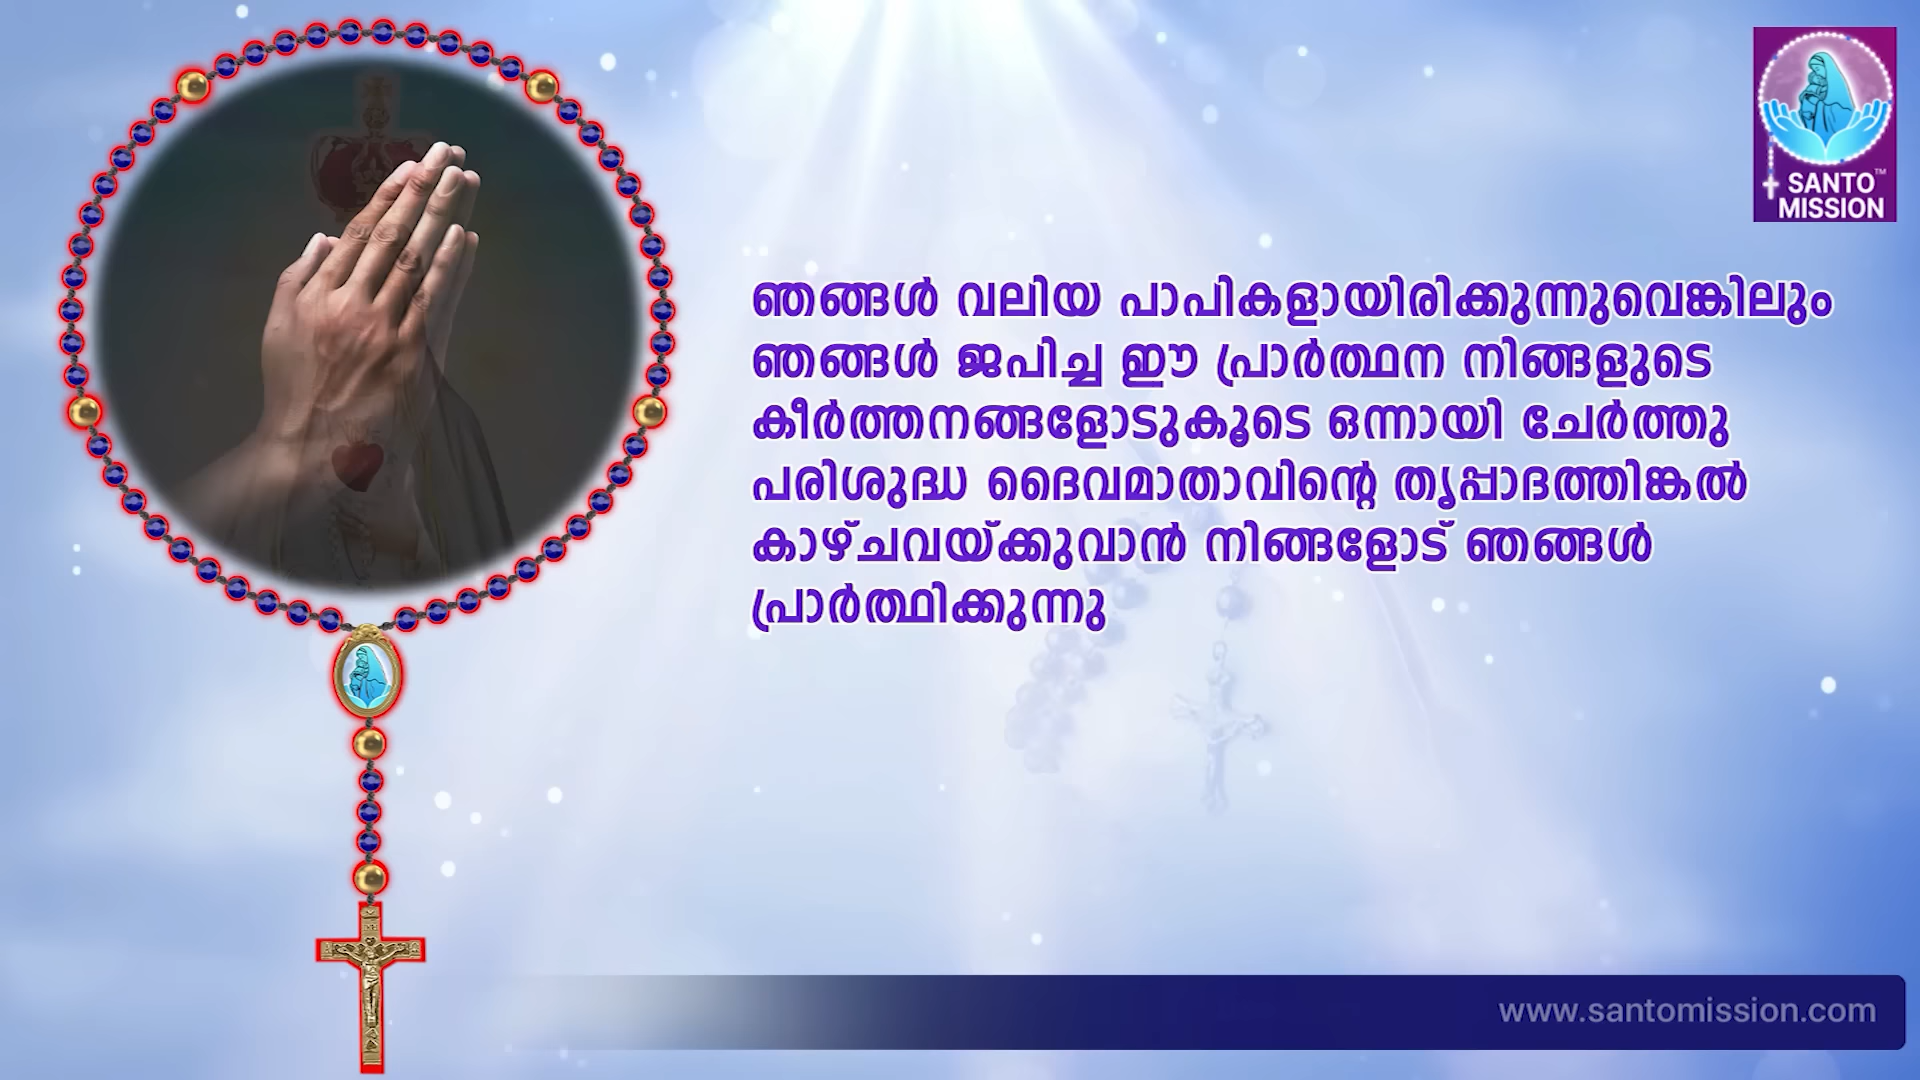 SANTO™
MISSION
ഞങ്ങൾ വലിയ പാപികളായിരിക്കുന്നുവെങ്കിലും
ഞങ്ങൾ ജപിച്ച ഈ പ്രാർത്ഥന നിങ്ങളുടെ
കീർത്തനങ്ങളോടുകൂടെ ഒന്നായി ചേർത്തു
പരിശുദ്ധ ദൈവമാതാവിന്റെ തൃപ്പാദത്തിങ്കൽ
കാഴ്ചവയ്ക്കുവാൻ നിങ്ങളോട് ഞങ്ങൾ
പ്രാർത്ഥിക്കുന്നു
www.santomission.com